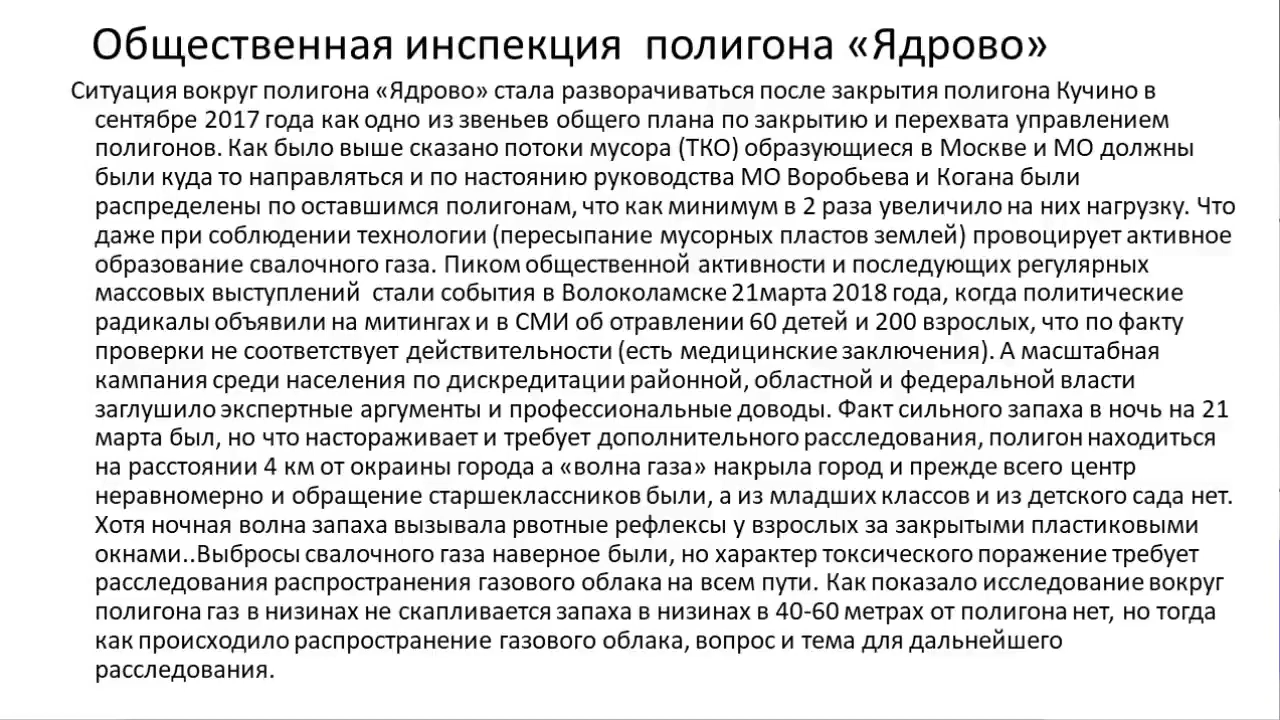 Общественная инспекция  полигона «Ядрово»
Ситуация вокруг полигона «Ядрово» стала разворачиваться после закрытия полигона Кучино в
сентябре 2017 года как одно из звеньев общего плана по закрытию и перехвата управлением
полигонов. Как было выше сказано потоки мусора (ТКО) образующиеся в Москве и МО должны
были куда то направляться и по настоянию руководства МО Воробьева и Когана были
распределены по оставшимся полигонам, что как минимум в 2 раза увеличило на них нагрузку. Что
даже при соблюдении технологии (пересыпание мусорных пластов землей) провоцирует активное
образование свалочного газа. Пиком общественной активности и последующих регулярных
массовых выступлений  стали события в Волоколамске 21марта 2018 года, когда политические
радикалы объявили на митингах и в СМИ об отравлении 60 детей и 200 взрослых, что по факту
проверки не соответствует действительности (есть медицинские заключения). А масштабная
кампания среди населения по дискредитации районной, областной и федеральной власти
заглушило экспертные аргументы и профессиональные доводы. Факт сильного запаха в ночь на 21
марта был, но что настораживает и требует дополнительного расследования, полигон находиться
на расстоянии 4 км от окраины города а «волна газа» накрыла город и прежде всего центр
неравномерно и обращение старшеклассников были, а из младших классов и из детского сада нет.
Хотя ночная волна запаха вызывала рвотные рефлексы у взрослых за закрытыми пластиковыми
окнами..Выбросы свалочного газа наверное были, но характер токсического поражение требует
расследования распространения газового облака на всем пути. Как показало исследование вокруг
полигона газ в низинах не скапливается запаха в низинах в 40-60 метрах от полигона нет, но тогда
как происходило распространение газового облака, вопрос и тема для дальнейшего
расследования.